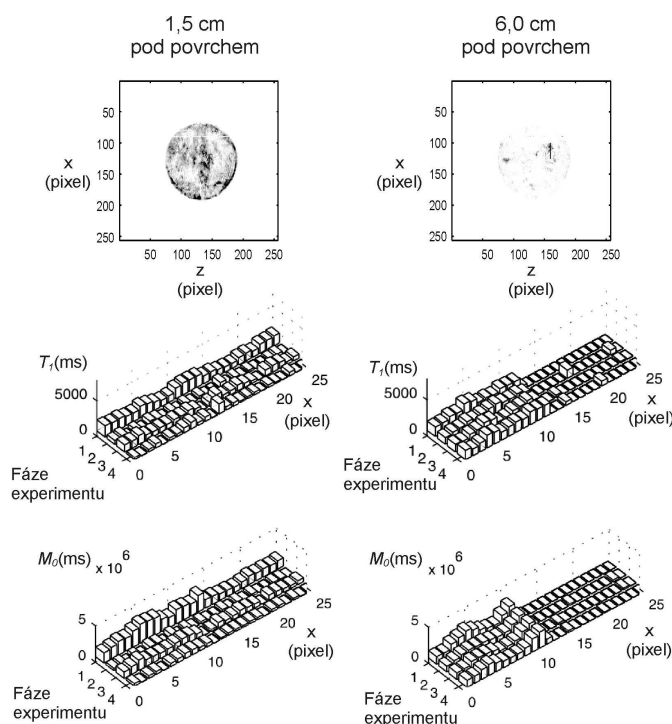 1,5 cm
pod povrchem
6,0 cm
pod povrchem
0
50
100
150
200
250
x
(pixel)
50 100 150 200 250
z
(pixel)
0
50
100
150
200
250
x
(pixel)
50 100 150 200 250
z
(pixel)
T₁(ms)
5000
0
1 2 3 4
Fáze
experimentu
0 5 10 15 20 25
x
(pixel)
T₁(ms)
5000
0
1 2 3 4
Fáze
experimentu
0 5 10 15 20 25
x
(pixel)
M₀(ms) x 10⁶
5
0
1 2 3 4
Fáze
experimentu
0 5 10 15 20 25
x
(pixel)
M₀(ms) x 10⁶
5
0
1 2 3 4
Fáze
experimentu
0 5 10 15 20 25
x
(pixel)